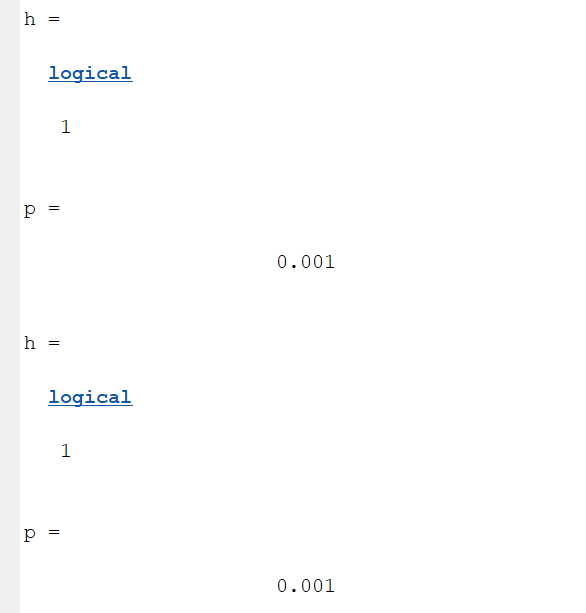 h =
logical
1
p =
0.001
h =
logical
1
p =
0.001